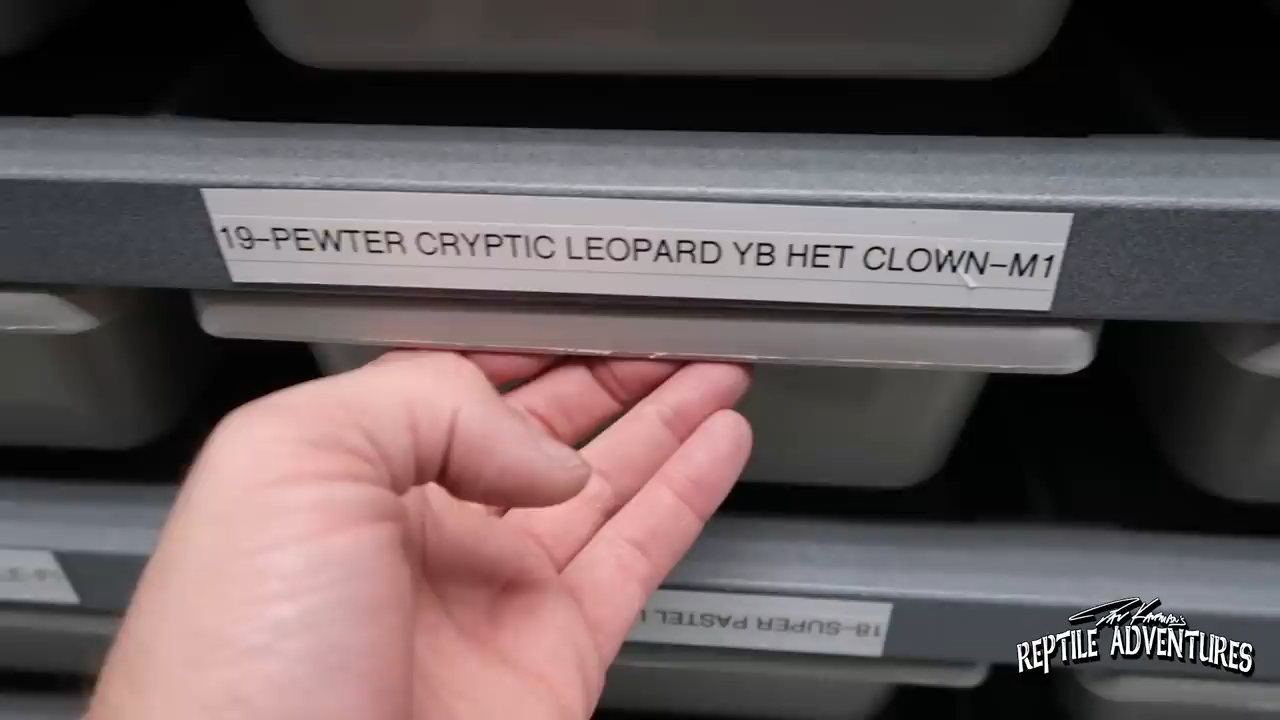 19-PEWTER CRYPTIC LEOPARD YB HET CLOWN-M1
18-SUPER PASTEL
REPTILE ADVENTURES